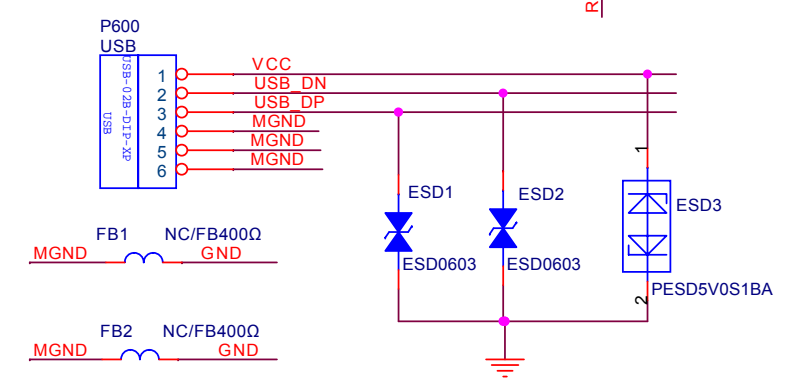 R
P600
USB
USB-02B-DIP-XP
USB
1 VCC
2 USB_DN
3 USB_DP
4 MGND
5 MGND
6 MGND
ESD1
ESD0603
ESD2
ESD0603
1
ESD3
2
PESD5V0S1BA
FB1 NC/FB400Ω
MGND GND
FB2 NC/FB400Ω
MGND GND